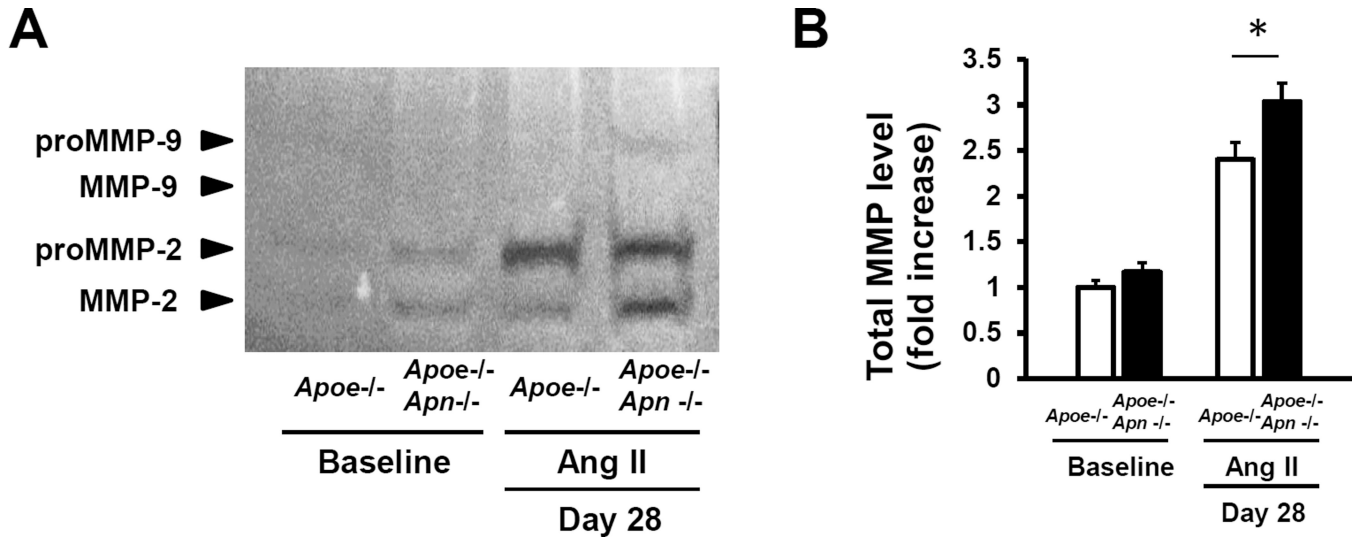 A
proMMP-9
MMP-9
proMMP-2
MMP-2
Apoe-/-
Apoe-/-
Apn-/-
Apoe-/-
Apoe-/-
Apn -/-
Baseline
Ang II
Day 28
B
Total MMP level
(fold increase)
3.5
3
2.5
2
1.5
1
0.5
0
*
Apoe-/-
Apoe-/-
Apn -/-
Apoe-/-
Apoe-/-
Apn -/-
Baseline
Ang II
Day 28